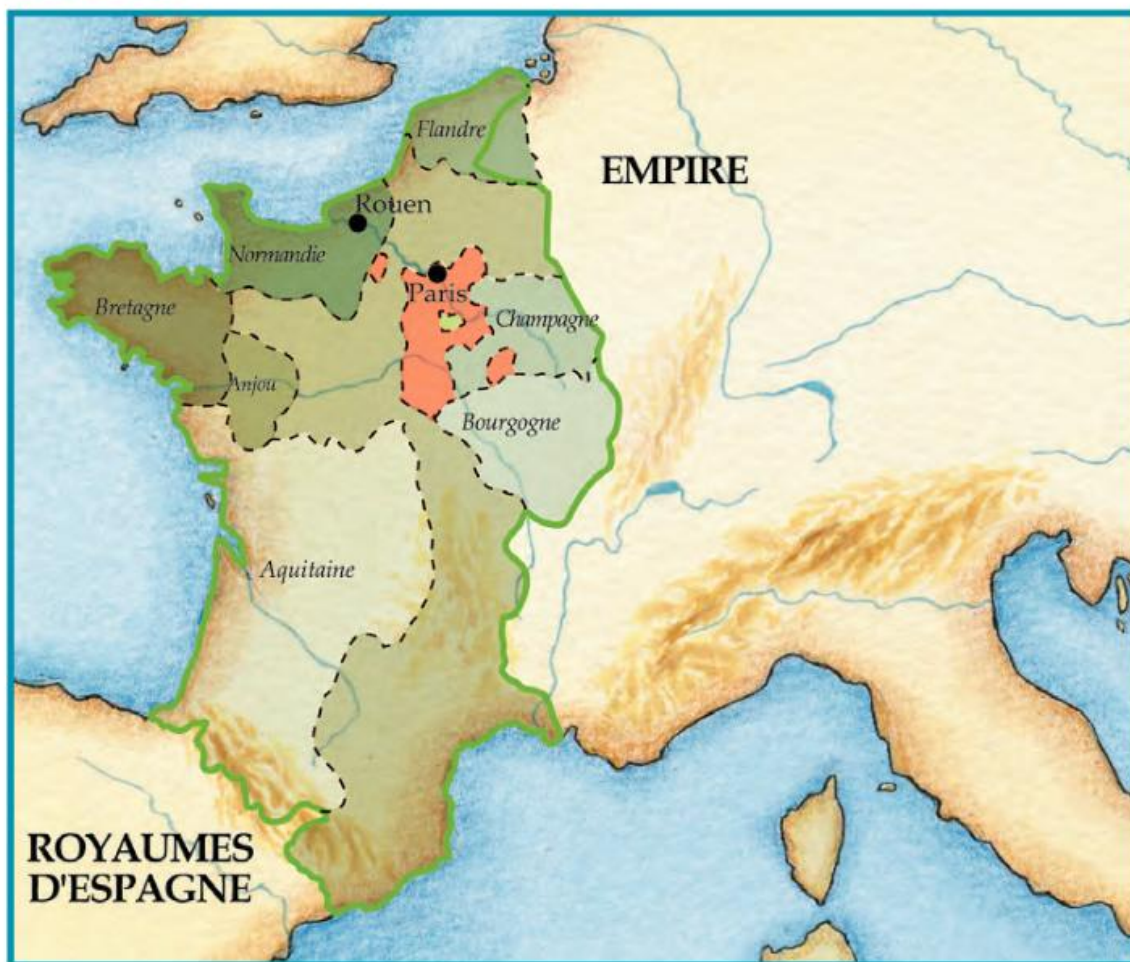 Flandre
EMPIRE
Rouen
Normandie
Paris
Bretagne
Champagne
Anjou
Bourgogne
Aquitaine
ROYAUMES
D'ESPAGNE